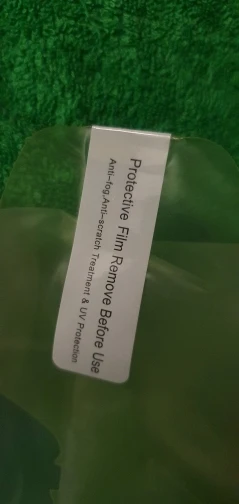 Protective Film Remove Before Use
Anti-fog,Anti-scratch Treatment & UV Protection